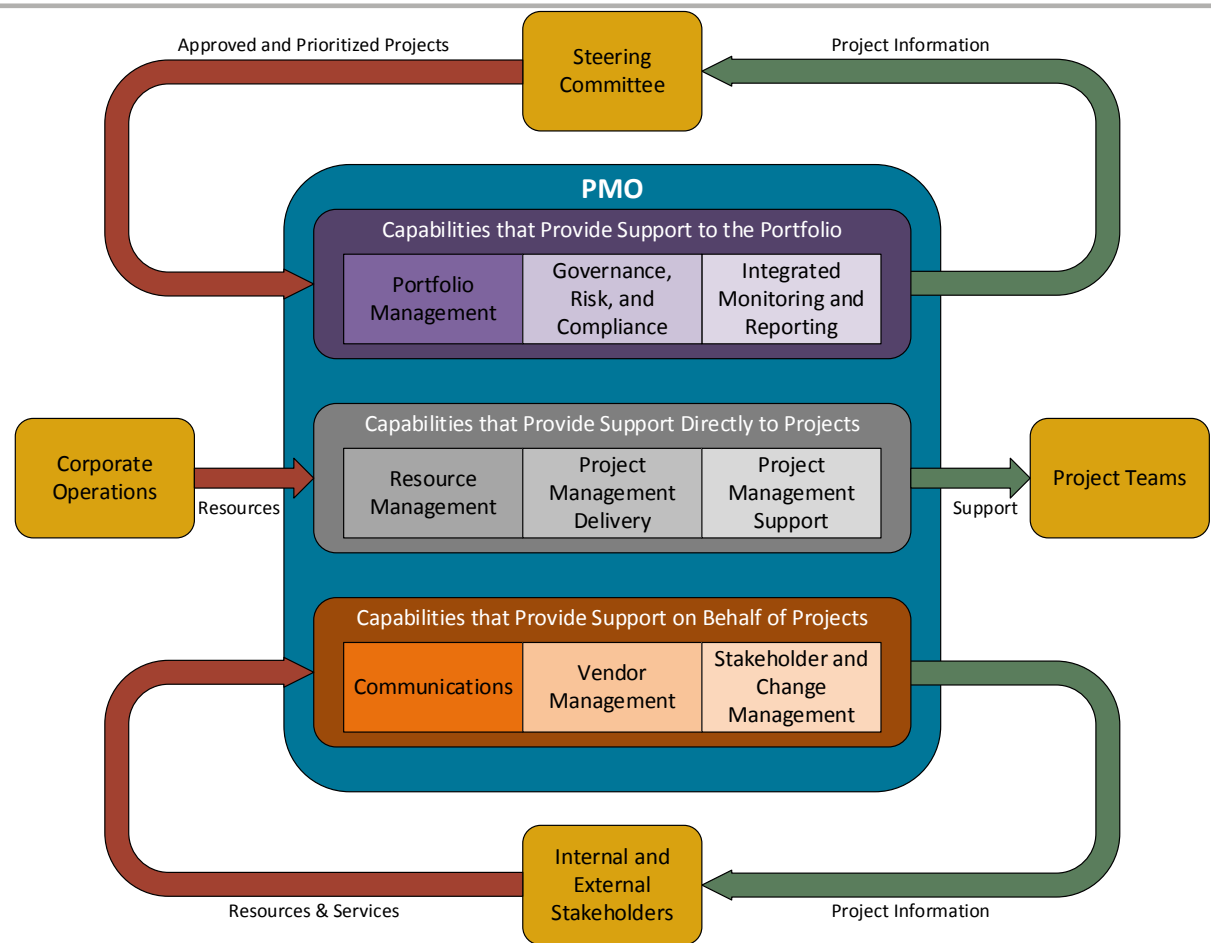 Approved and Prioritized Projects
Steering
Committee
Project Information
PMO
Capabilities that Provide Support to the Portfolio
Portfolio
Management
Governance,
Risk, and
Compliance
Integrated
Monitoring and
Reporting
Corporate
Operations
Resources
Capabilities that Provide Support Directly to Projects
Resource
Management
Project
Management
Delivery
Project
Management
Support
Support
Project Teams
Capabilities that Provide Support on Behalf of Projects
Communications
Vendor
Management
Stakeholder and
Change
Management
Resources & Services
Internal and
External
Stakeholders
Project Information